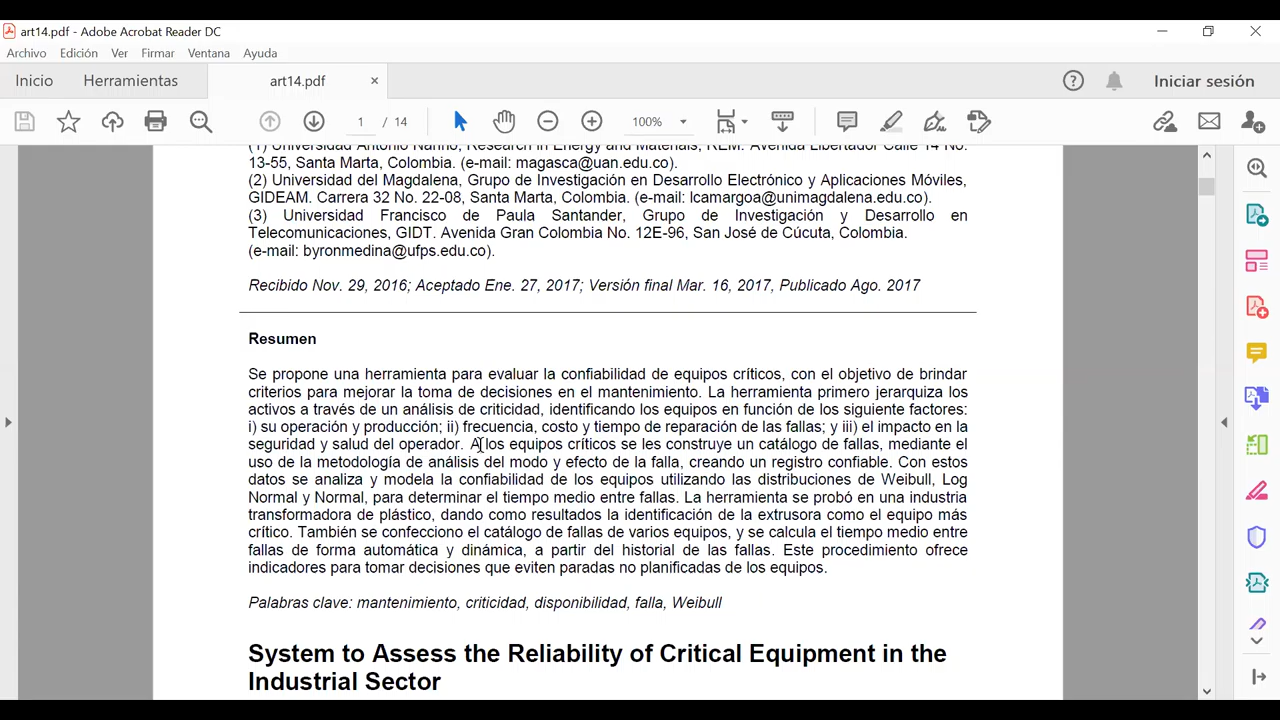 art14.pdf - Adobe Acrobat Reader DC
Archivo Edición Ver Firmar Ventana Ayuda
Inicio Herramientas art14.pdf × Iniciar sesión
1 / 14 100%
(1) Universidad Antonio Nariño, Research in Energy and Materials, REM. Avenida Libertador Calle 14 No.
13-55, Santa Marta, Colombia. (e-mail: magasca@uan.edu.co).
(2) Universidad del Magdalena, Grupo de Investigación en Desarrollo Electrónico y Aplicaciones Móviles,
GIDEAM. Carrera 32 No. 22-08, Santa Marta, Colombia. (e-mail: lcamargoa@unimagdalena.edu.co).
(3) Universidad Francisco de Paula Santander, Grupo de Investigación y Desarrollo en
Telecomunicaciones, GIDT. Avenida Gran Colombia No. 12E-96, San José de Cúcuta, Colombia.
(e-mail: byronmedina@ufps.edu.co).
Recibido Nov. 29, 2016; Aceptado Ene. 27, 2017; Versión final Mar. 16, 2017, Publicado Ago. 2017
Resumen
Se propone una herramienta para evaluar la confiabilidad de equipos críticos, con el objetivo de brindar
criterios para mejorar la toma de decisiones en el mantenimiento. La herramienta primero jerarquiza los
activos a través de un análisis de criticidad, identificando los equipos en función de los siguiente factores:
i) su operación y producción; ii) frecuencia, costo y tiempo de reparación de las fallas; y iii) el impacto en la
seguridad y salud del operador. A los equipos críticos se les construye un catálogo de fallas, mediante el
uso de la metodología de análisis del modo y efecto de la falla, creando un registro confiable. Con estos
datos se analiza y modela la confiabilidad de los equipos utilizando las distribuciones de Weibull, Log
Normal y Normal, para determinar el tiempo medio entre fallas. La herramienta se probó en una industria
transformadora de plástico, dando como resultados la identificación de la extrusora como el equipo más
crítico. También se confecciono el catálogo de fallas de varios equipos, y se calcula el tiempo medio entre
fallas de forma automática y dinámica, a partir del historial de las fallas. Este procedimiento ofrece
indicadores para tomar decisiones que eviten paradas no planificadas de los equipos.
Palabras clave: mantenimiento, criticidad, disponibilidad, falla, Weibull
System to Assess the Reliability of Critical Equipment in the
Industrial Sector